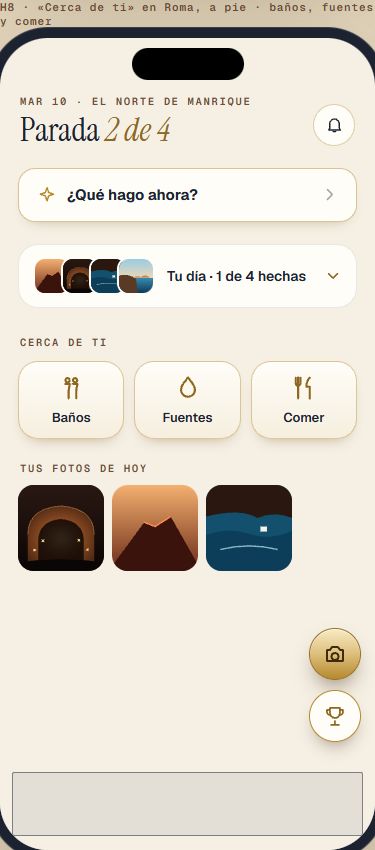 H8 · «Cerca de ti» en Roma, a pie · baños, fuentes
y comer
MAR 10 · EL NORTE DE MANRIQUE
Parada 2 de 4
¿Qué hago ahora?
Tu día · 1 de 4 hechas
CERCA DE TI
Baños
Fuentes
Comer
TUS FOTOS DE HOY